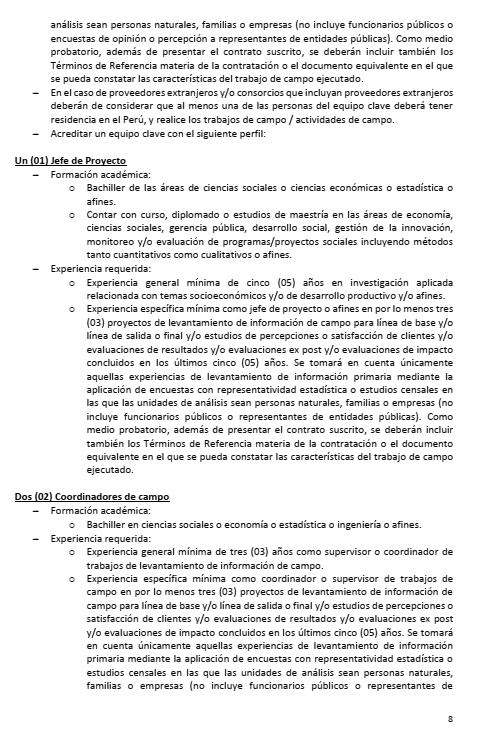 análisis sean personas naturales, familias o empresas (no incluye funcionarios públicos o
encuestas de opinión o percepción a representantes de entidades públicas). Como medio
probatorio, además de presentar el contrato suscrito, se deberán incluir también los
Términos de Referencia materia de la contratación o el documento equivalente en el que
se pueda constatar las características del trabajo de campo ejecutado.
– En el caso de proveedores extranjeros y/o consorcios que incluyan proveedores extranjeros
deberán de considerar que al menos una de las personas del equipo clave deberá tener
residencia en el Perú, y realice los trabajos de campo / actividades de campo.
– Acreditar un equipo clave con el siguiente perfil:
Un (01) Jefe de Proyecto
– Formación académica:
o Bachiller de las áreas de ciencias sociales o ciencias económicas o estadística o
afines.
o Contar con curso, diplomado o estudios de maestría en las áreas de economía,
ciencias sociales, gerencia pública, desarrollo social, gestión de la innovación,
monitoreo y/o evaluación de programas/proyectos sociales incluyendo métodos
tanto cuantitativos como cualitativos o afines.
– Experiencia requerida:
o Experiencia general mínima de cinco (05) años en investigación aplicada
relacionada con temas socioeconómicos y/o de desarrollo productivo y/o afines.
o Experiencia específica mínima como jefe de proyecto o afines en por lo menos tres
(03) proyectos de levantamiento de información de campo para línea de base y/o
línea de salida o final y/o estudios de percepciones o satisfacción de clientes y/o
evaluaciones de resultados y/o evaluaciones ex post y/o evaluaciones de impacto
concluidos en los últimos cinco (05) años. Se tomará en cuenta únicamente
aquellas experiencias de levantamiento de información primaria mediante la
aplicación de encuestas con representatividad estadística o estudios censales en
las que las unidades de análisis sean personas naturales, familias o empresas (no
incluye funcionarios públicos o representantes de entidades públicas). Como
medio probatorio, además de presentar el contrato suscrito, se deberán incluir
también los Términos de Referencia materia de la contratación o el documento
equivalente en el que se pueda constatar las características del trabajo de campo
ejecutado.
Dos (02) Coordinadores de campo
– Formación académica:
o Bachiller en ciencias sociales o economía o estadística o ingeniería o afines.
– Experiencia requerida:
o Experiencia general mínima de tres (03) años como supervisor o coordinador de
trabajos de levantamiento de información de campo.
o Experiencia específica mínima como coordinador o supervisor de trabajos de
campo en por lo menos tres (03) proyectos de levantamiento de información de
campo para línea de base y/o línea de salida o final y/o estudios de percepciones o
satisfacción de clientes y/o evaluaciones de resultados y/o evaluaciones ex post
y/o evaluaciones de impacto concluidos en los últimos cinco (05) años. Se tomará
en cuenta únicamente aquellas experiencias de levantamiento de información
primaria mediante la aplicación de encuestas con representatividad estadística o
estudios censales en las que las unidades de análisis sean personas naturales,
familias o empresas (no incluye funcionarios públicos o representantes de
8